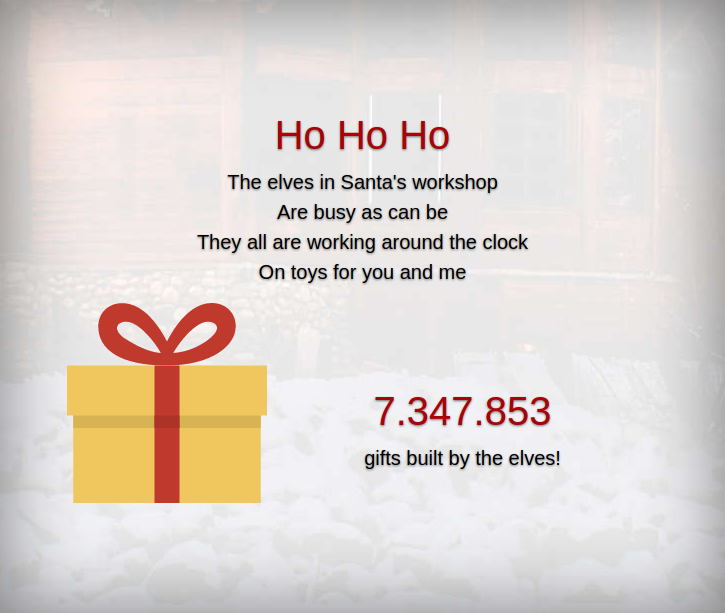 Ho Ho Ho
The elves in Santa's workshop
Are busy as can be
They all are working around the clock
On toys for you and me
7.347.853
gifts built by the elves!